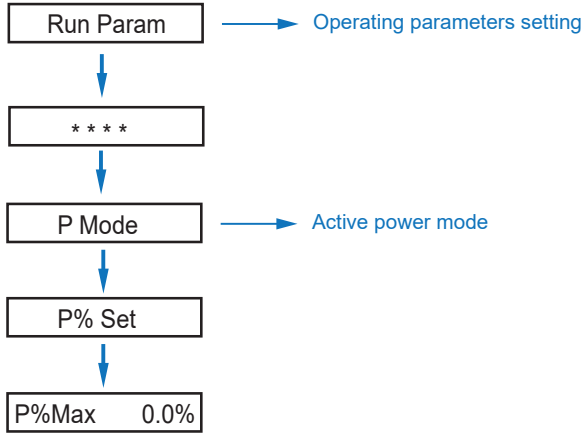 Run Param Operating parameters setting
* * * *
P Mode Active power mode
P% Set
P%Max 0.0%